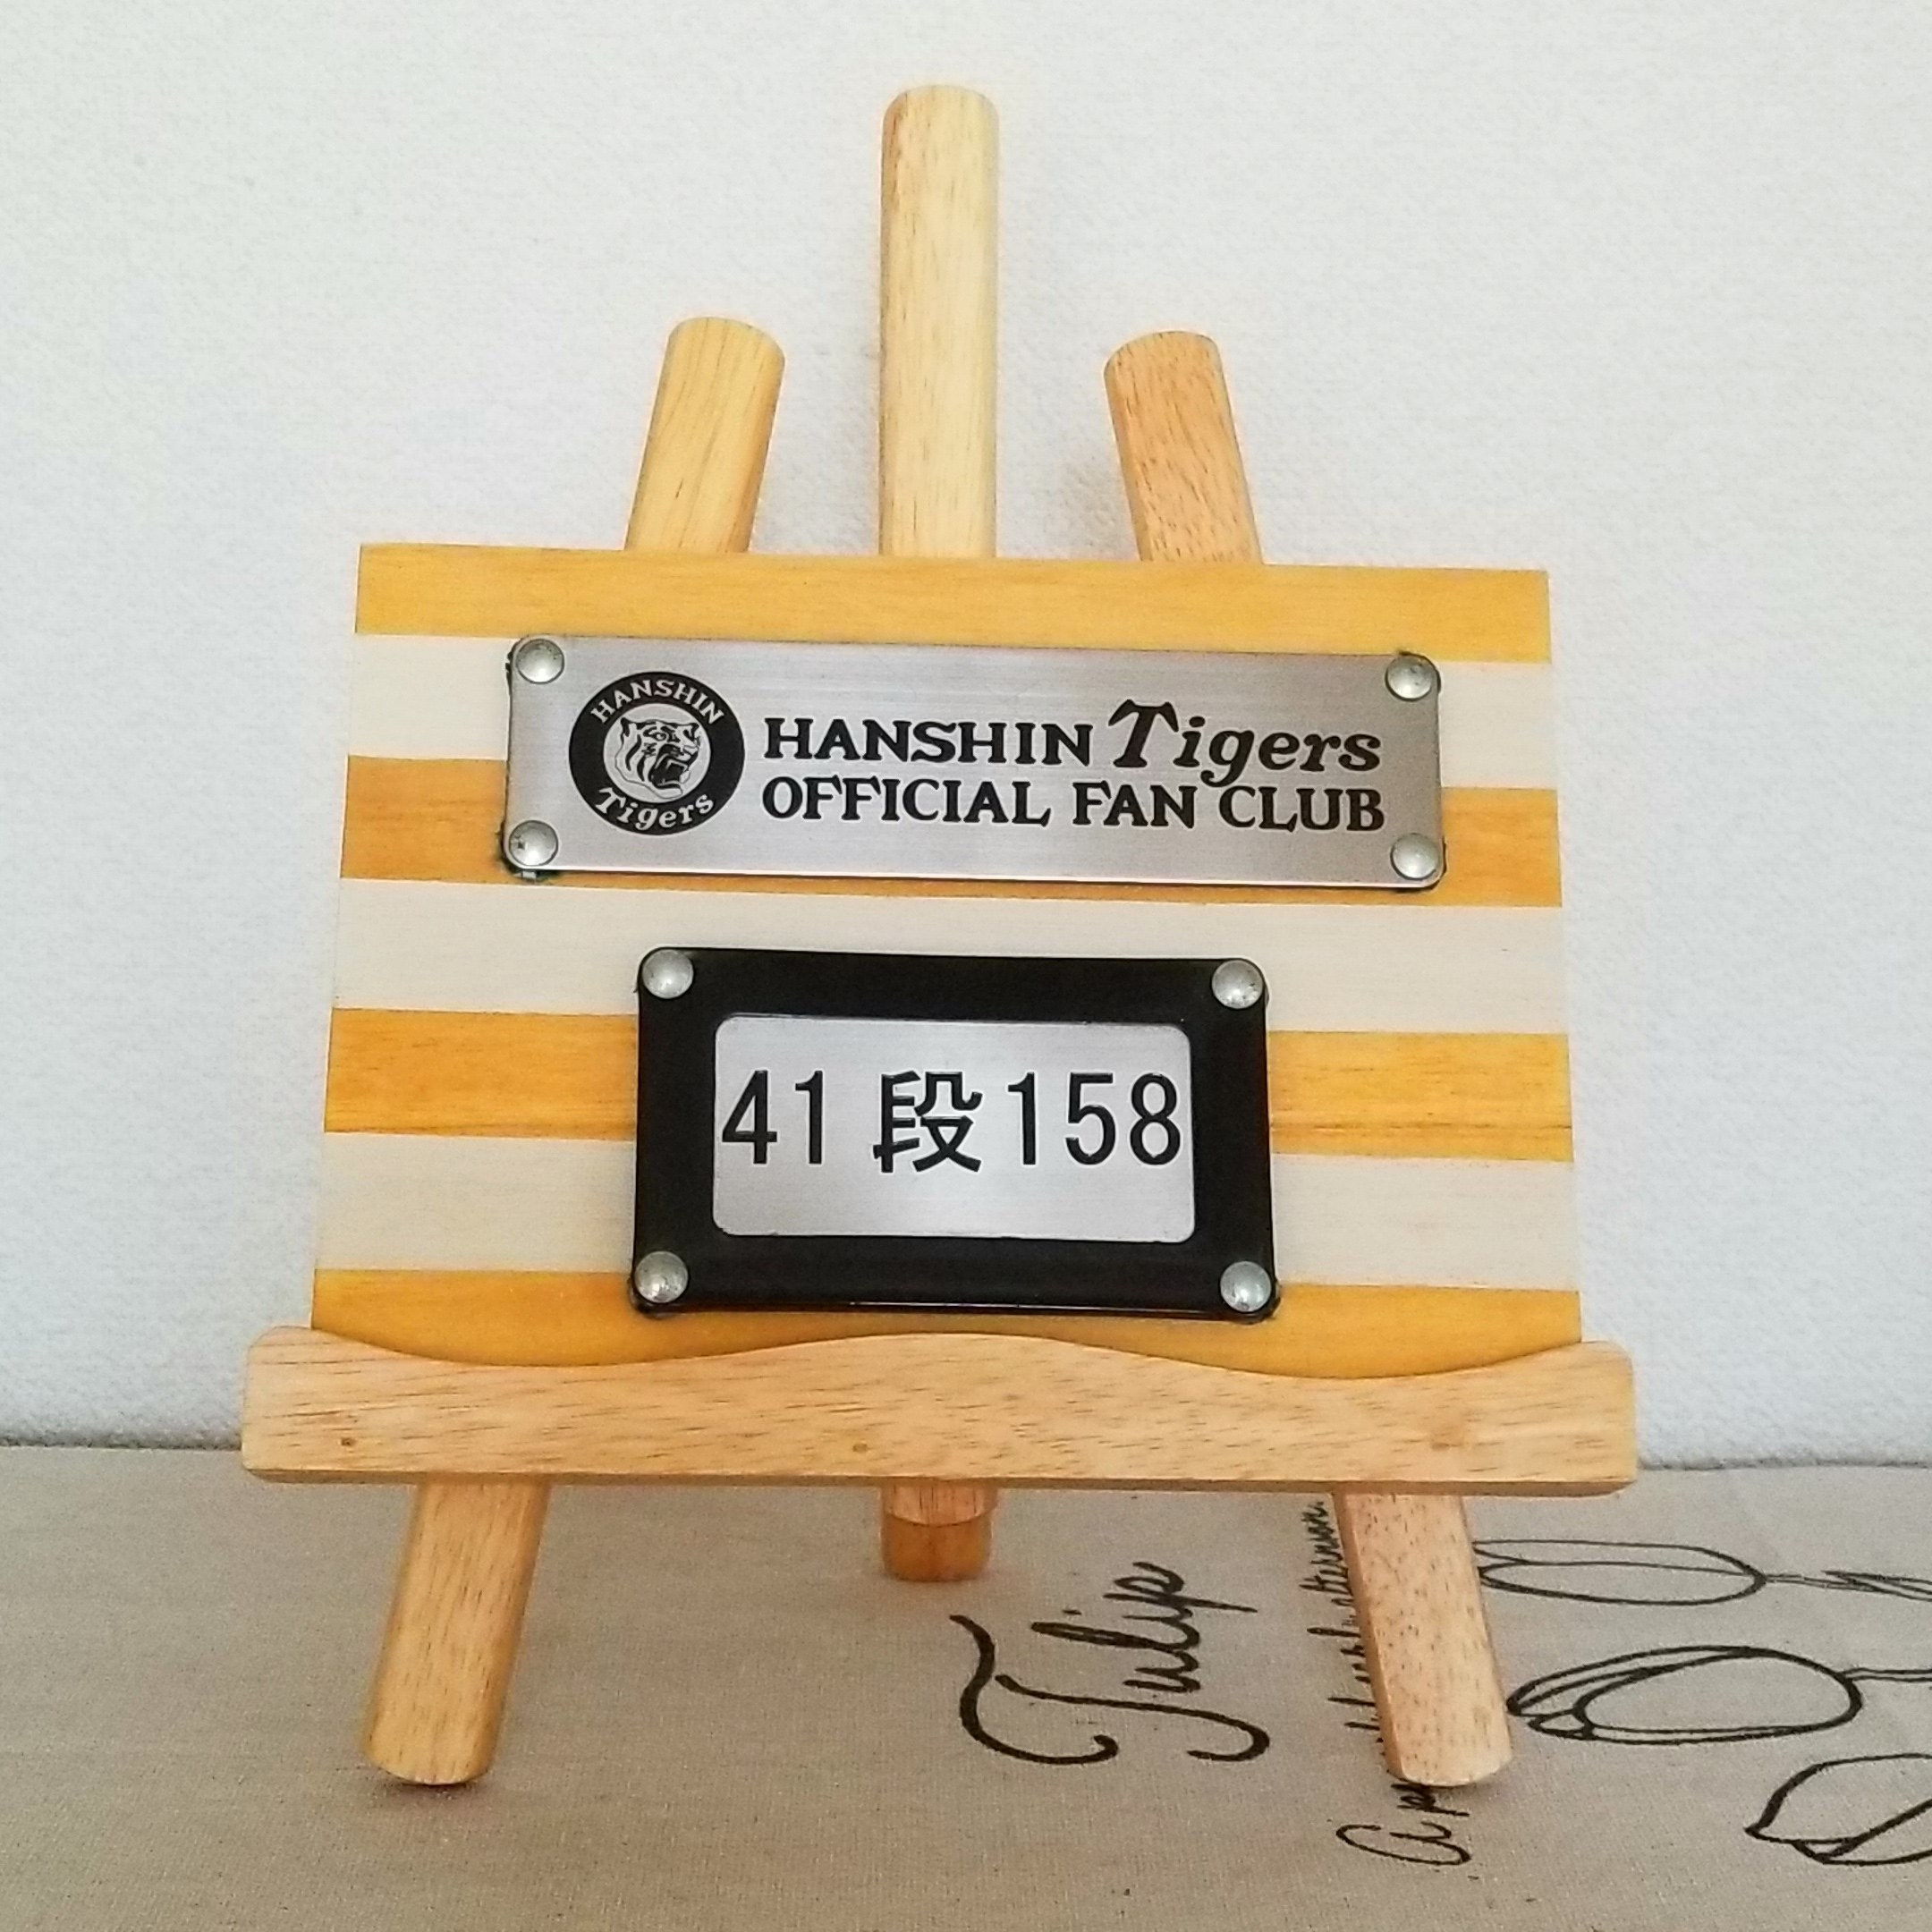 HANSHIN
Tigers
HANSHIN Tigers
OFFICIAL FAN CLUB
41段158
Tulip